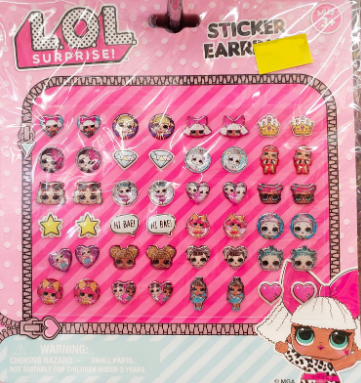 L.O.L.
SURPRISE!
STICKER
HI BAE!
HI BAE!
WARNING:
CHOKING HAZARD - SMALL PARTS.
NOT SUITABLE FOR CHILDREN UNDER 3 YEARS
© MGA